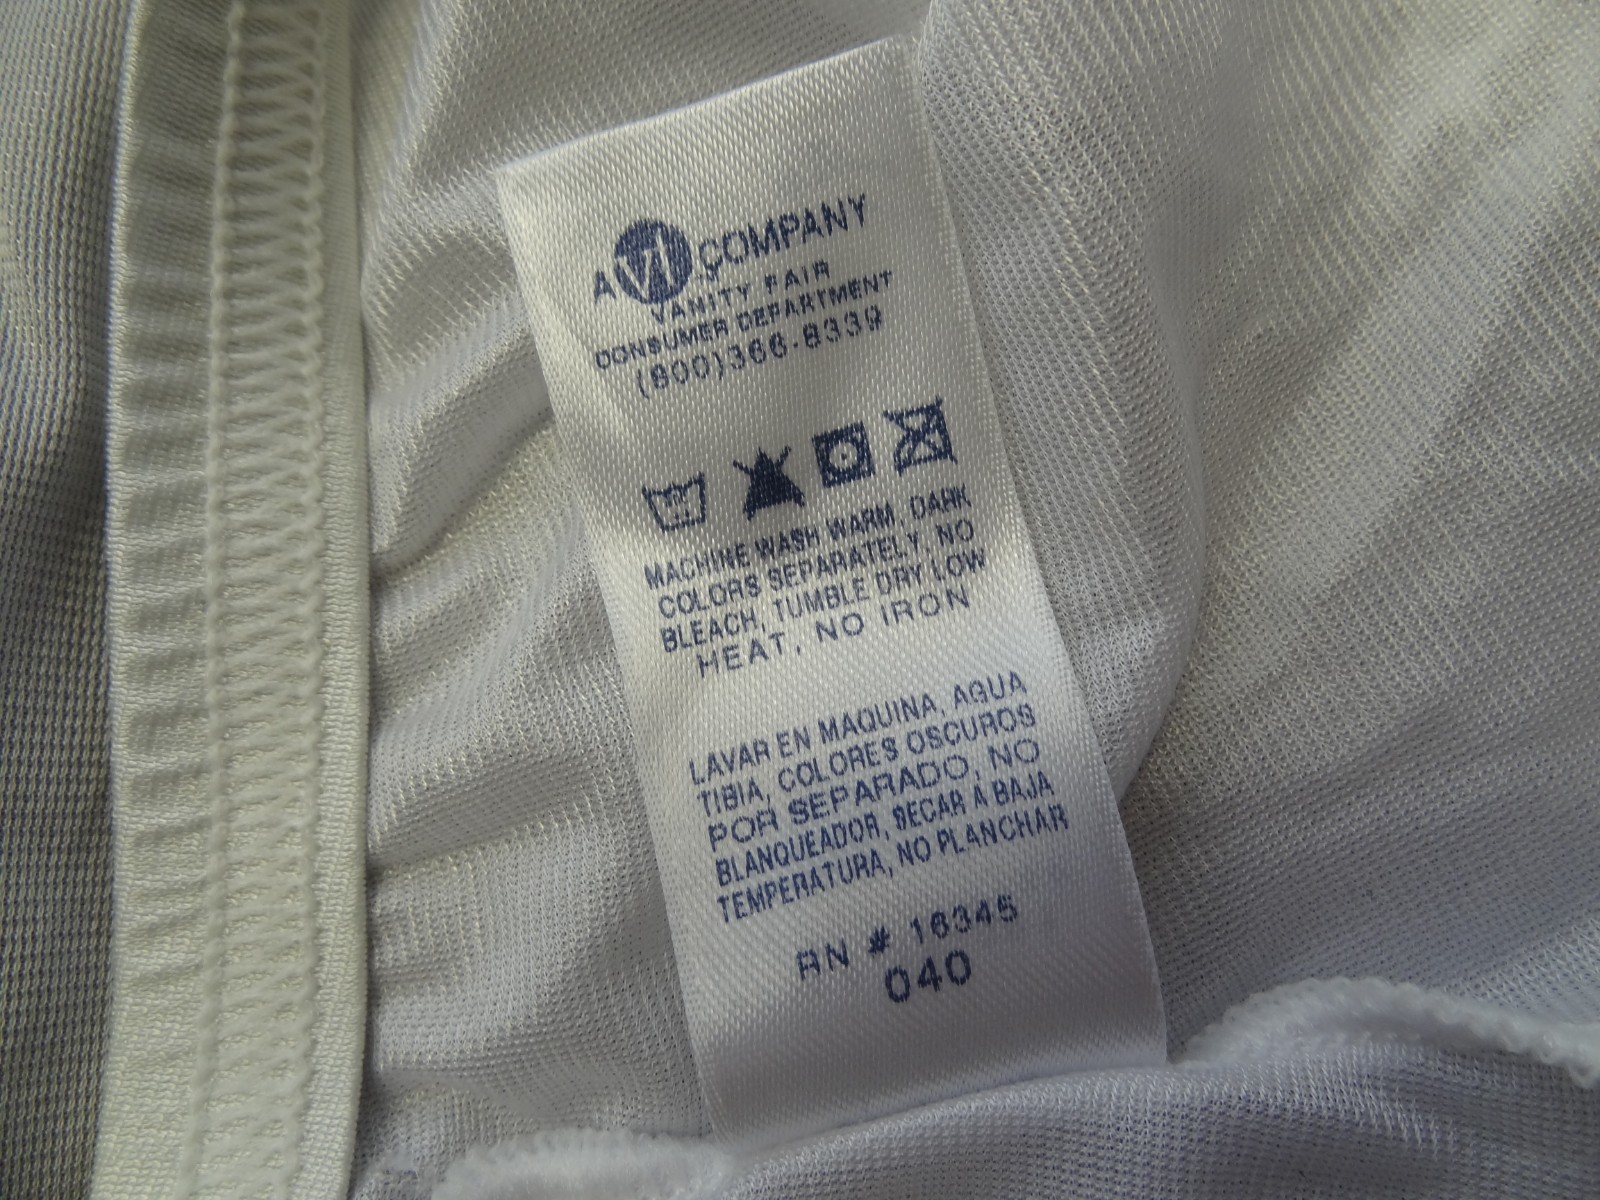 A vf COMPANY
VANITY FAIR
CONSUMER DEPARTMENT
(800)366-8339
MACHINE WASH WARM, DARK
COLORS SEPARATELY, NO
BLEACH, TUMBLE DRY LOW
HEAT, NO IRON
LAVAR EN MAQUINA, AGUA
TIBIA, COLORES OSCUROS
POR SEPARADO, NO
BLANQUEADOR, SECAR A BAJA
TEMPERATURA, NO PLANCHAR
RN # 16345
040